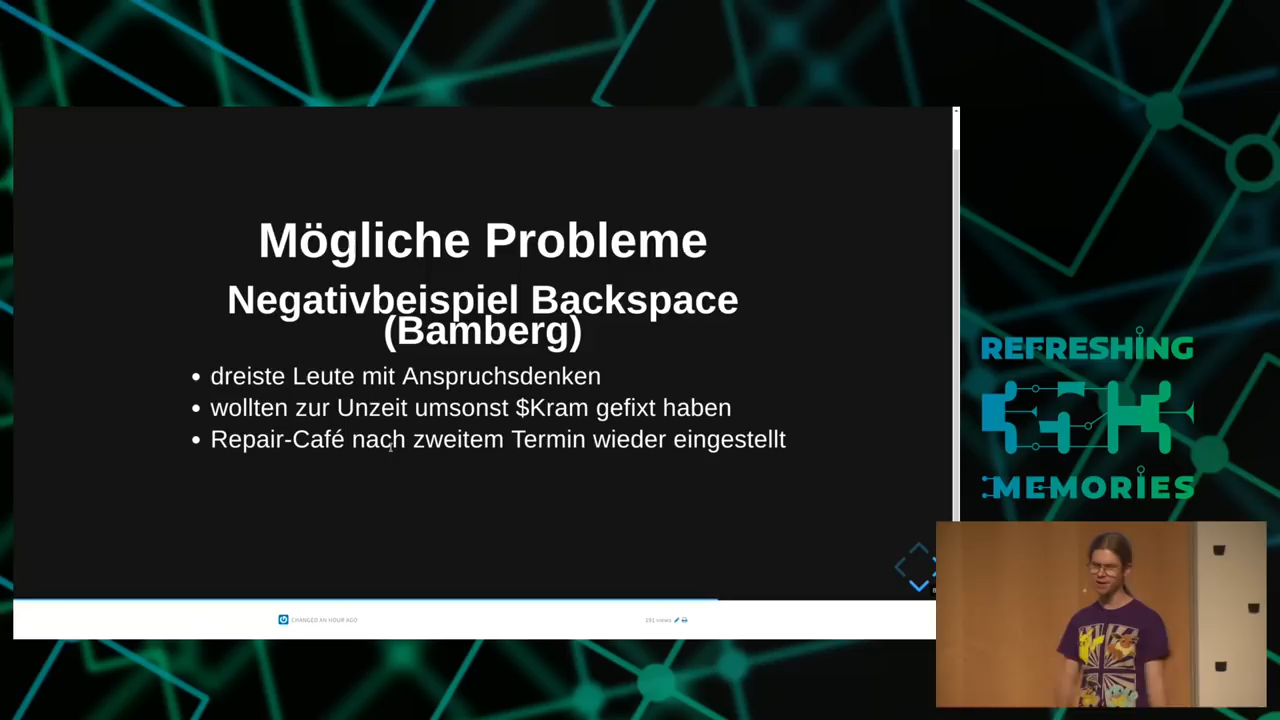 Mögliche Probleme
Negativbeispiel Backspace
(Bamberg)
• dreiste Leute mit Anspruchsdenken
• wollten zur Unzeit umsonst $Kram gefixt haben
• Repair-Café nach zweitem Termin wieder eingestellt
CHANGED AN HOUR AGO
191 views
REFRESHING
MEMORIES